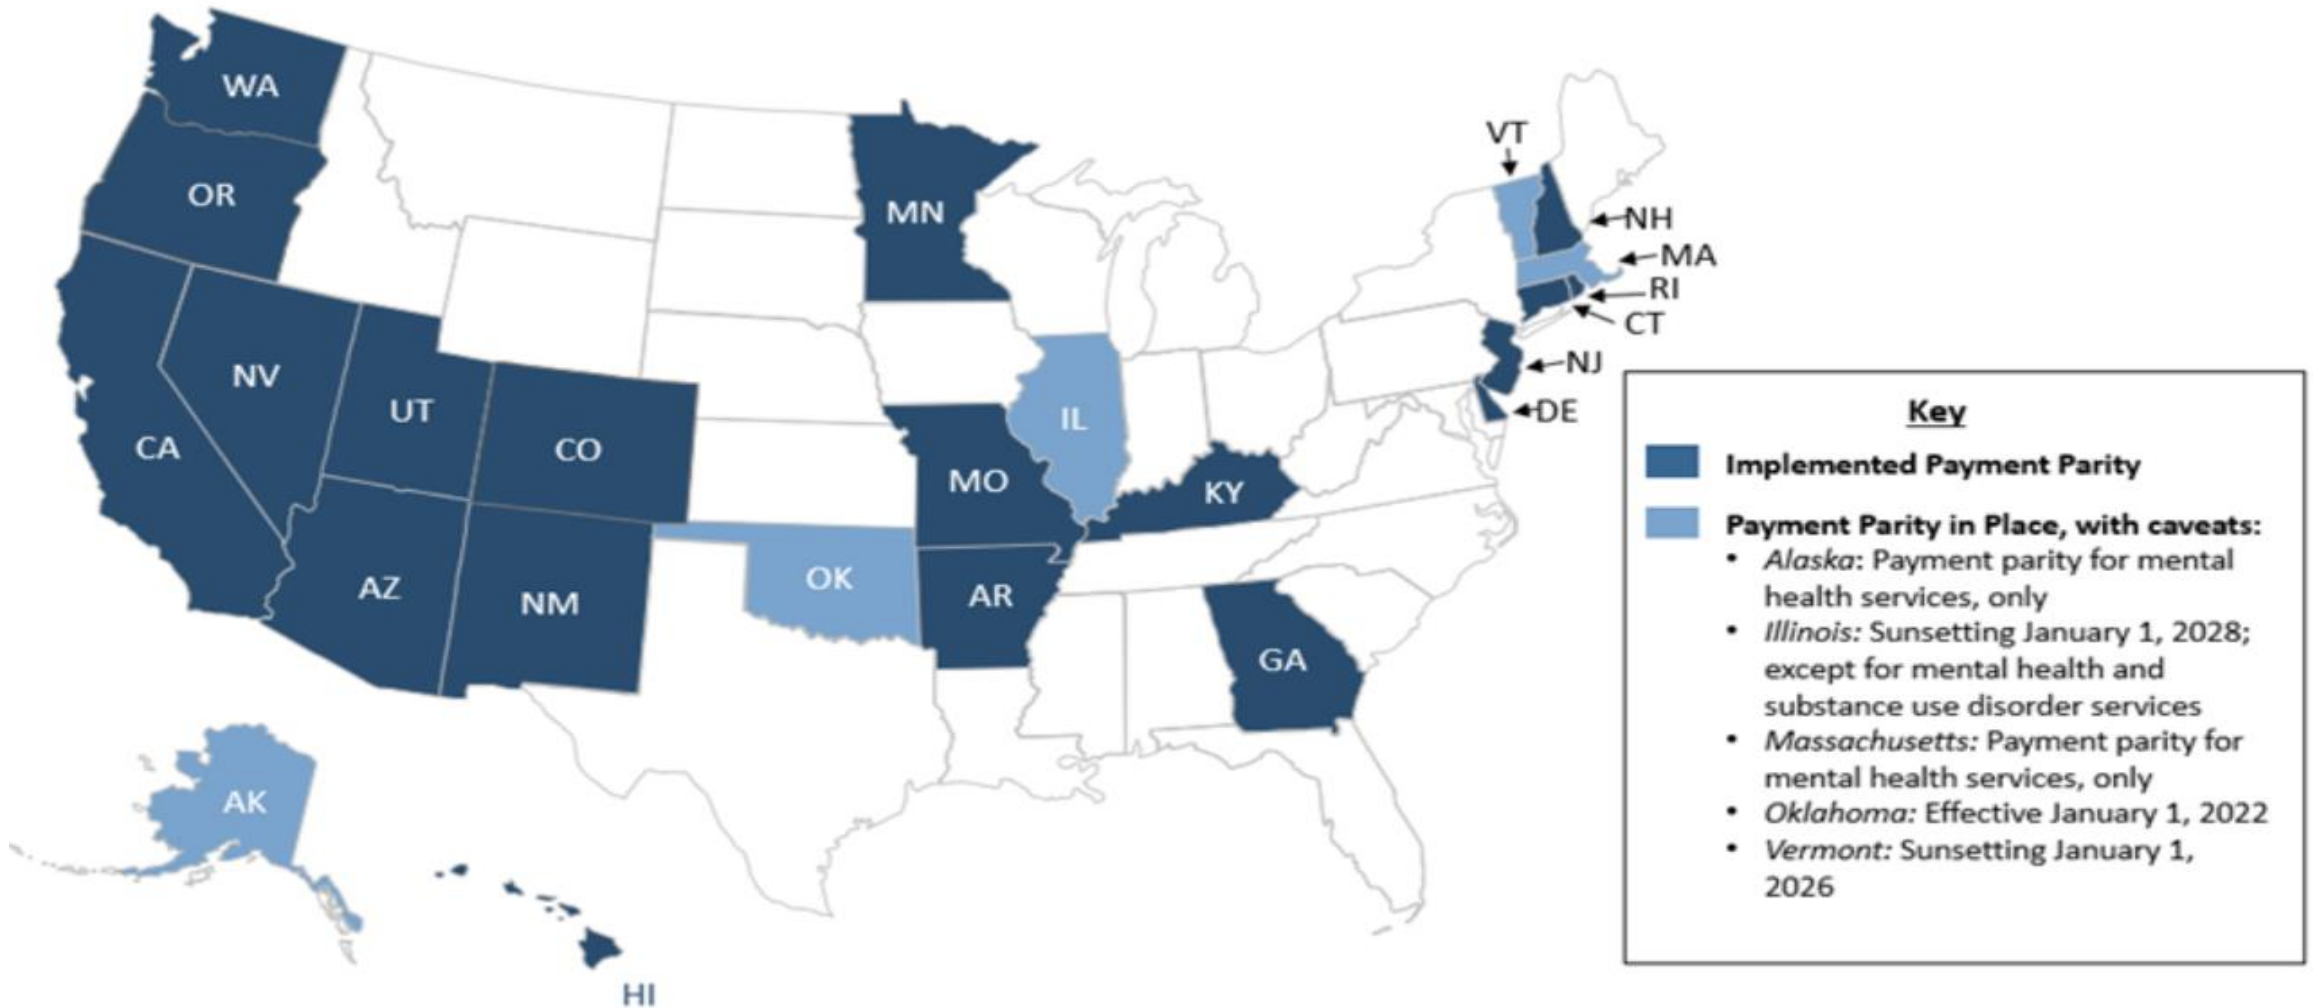 WA
OR
CA
NV
UT
CO
AZ
NM
MN
MO
AR
OK
IL
KY
GA
AK
HI
VT
NH
MA
RI
CT
NJ
DE
Key
Implemented Payment Parity
Payment Parity in Place, with caveats:
• Alaska: Payment parity for mental
health services, only
• Illinois: Sunsetting January 1, 2028;
except for mental health and
substance use disorder services
• Massachusetts: Payment parity for
mental health services, only
• Oklahoma: Effective January 1, 2022
• Vermont: Sunsetting January 1,
2026